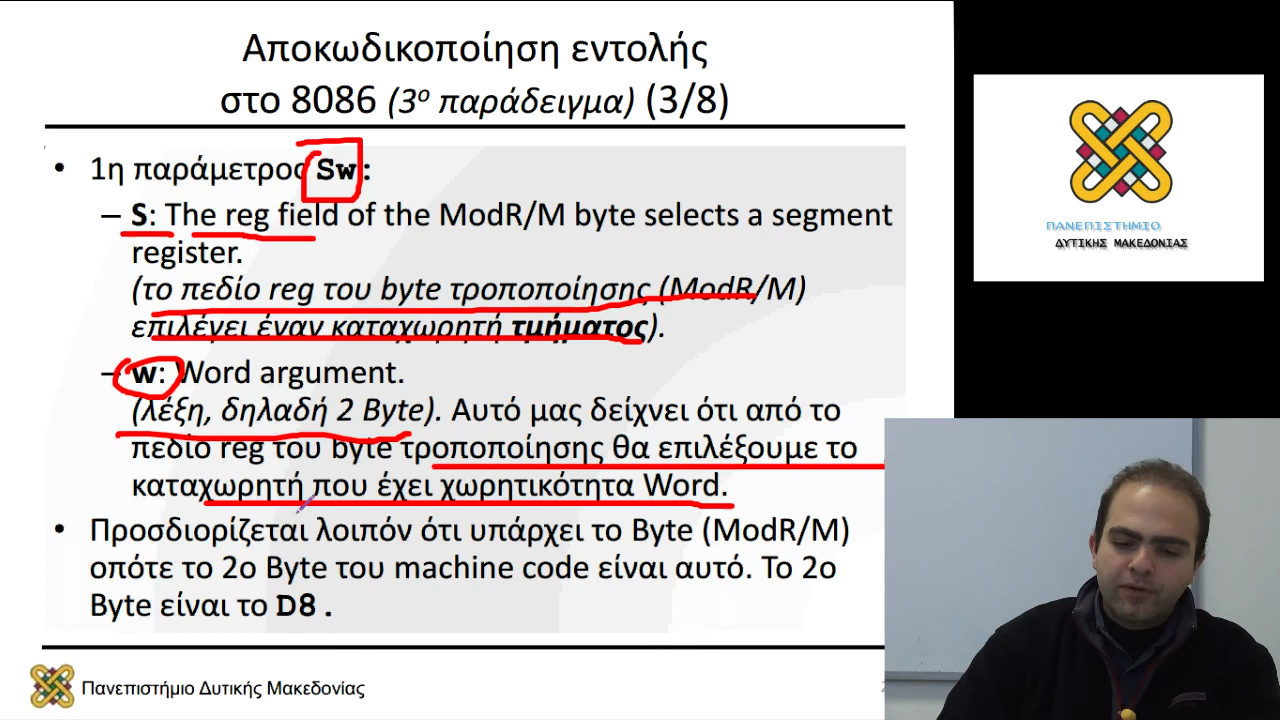 Αποκωδικοποίηση εντολής
στο 8086 (3ο παράδειγμα) (3/8)
• 1η παράμετρος Sw:
– S: The reg field of the ModR/M byte selects a segment
register.
(το πεδίο reg του byte τροποποίησης (ModR/M)
επιλέγει έναν καταχωρητή τμήματος).
– w: Word argument.
(λέξη, δηλαδή 2 Byte). Αυτό μας δείχνει ότι από το
πεδίο reg του byte τροποποίησης θα επιλέξουμε το
καταχωρητή που έχει χωρητικότητα Word.
• Προσδιορίζεται λοιπόν ότι υπάρχει το Byte (ModR/M)
οπότε το 2ο Byte του machine code είναι αυτό. Το 2ο
Byte είναι το D8.
Πανεπιστήμιο Δυτικής Μακεδονίας
ΠΑΝΕΠΙΣΤΗΜΙΟ
ΔΥΤΙΚΗΣ ΜΑΚΕΔΟΝΙΑΣ